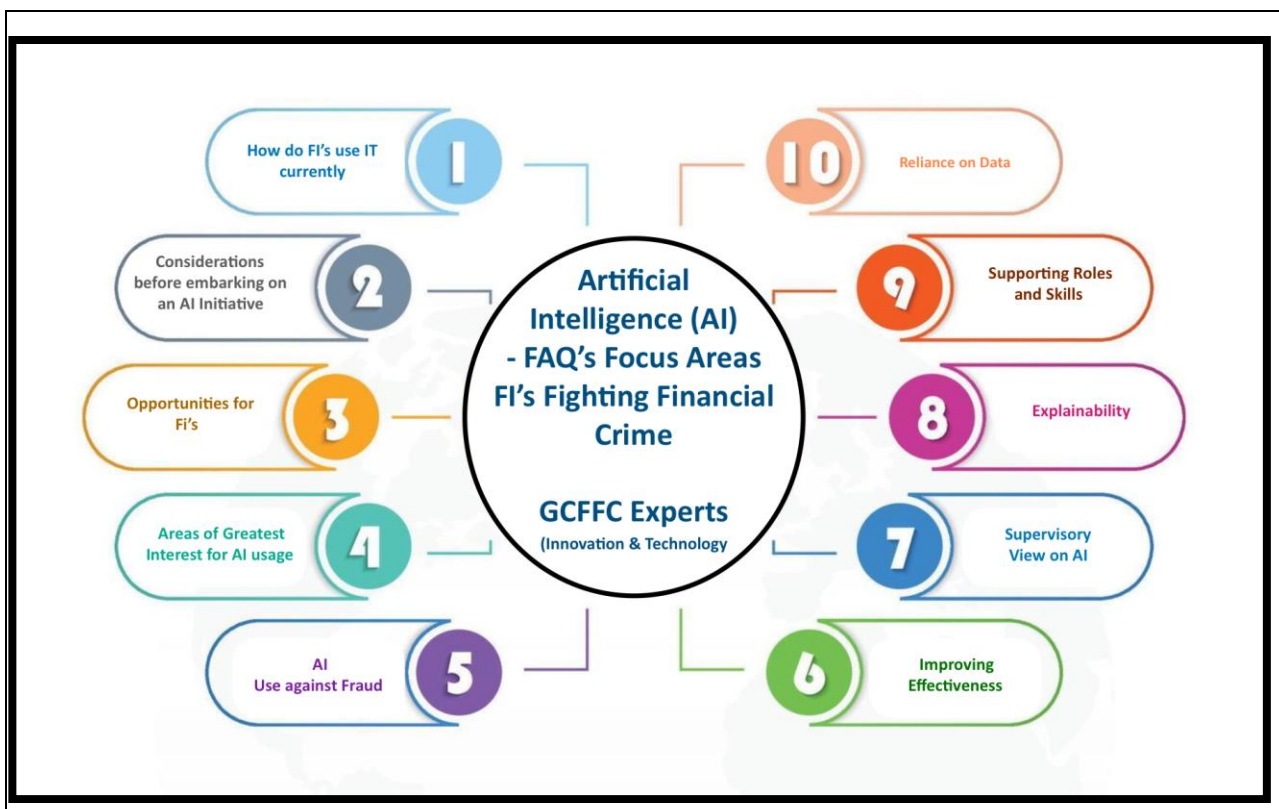 Artificial
Intelligence (AI)
- FAQ’s Focus Areas
FI’s Fighting Financial
Crime
GCFFC Experts
(Innovation & Technology
How do FI’s use IT
currently
1
Considerations
before embarking on
an AI Initiative
2
Opportunities for
Fi’s
3
Areas of Greatest
Interest for AI usage
4
AI
Use against Fraud
5
6
Improving
Effectiveness
7
Supervisory
View on AI
8
Explainability
9
Supporting Roles
and Skills
10
Reliance on Data